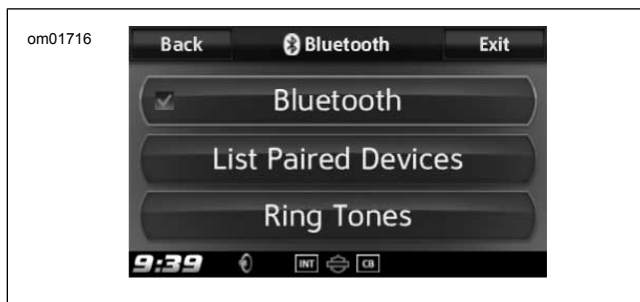 om01716
Back Bluetooth Exit
Bluetooth
List Paired Devices
Ring Tones
9:39 INT CB